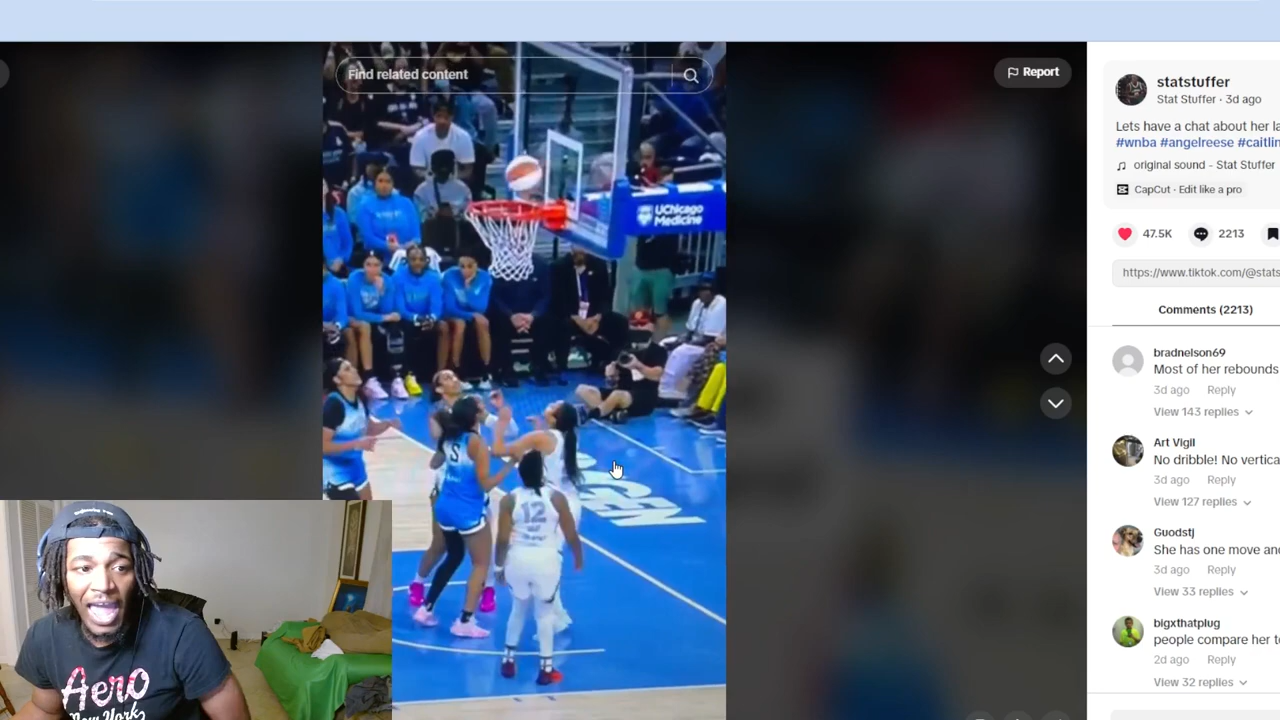 Find related content
Report
UChicago
Medicine
5
12
Aero
New York
statstuffer
Stat Stuffer · 3d ago
Lets have a chat about her la
#wnba #angelreese #caitlin
original sound - Stat Stuffer
CapCut · Edit like a pro
47.5K
2213
https://www.tiktok.com/@stats
Comments (2213)
bradnelson69
Most of her rebounds
3d ago Reply
View 143 replies
Art Vigil
No dribble! No vertica
3d ago Reply
View 127 replies
Guodstj
She has one move and
3d ago Reply
View 33 replies
bigxthatplug
people compare her to
2d ago Reply
View 32 replies